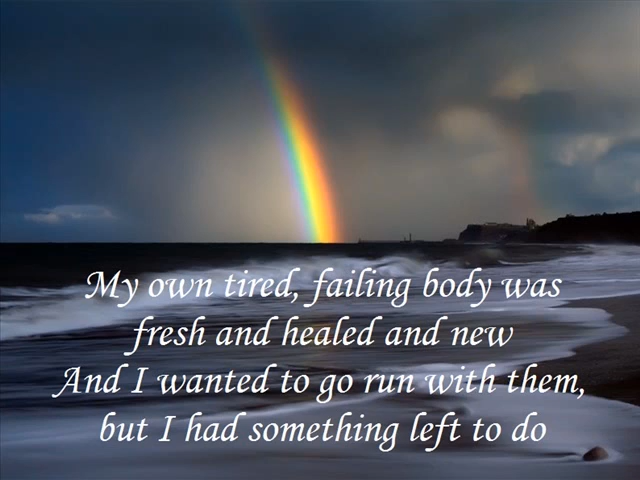 My own tired, failing body was
fresh and healed and new
And I wanted to go run with them,
but I had something left to do